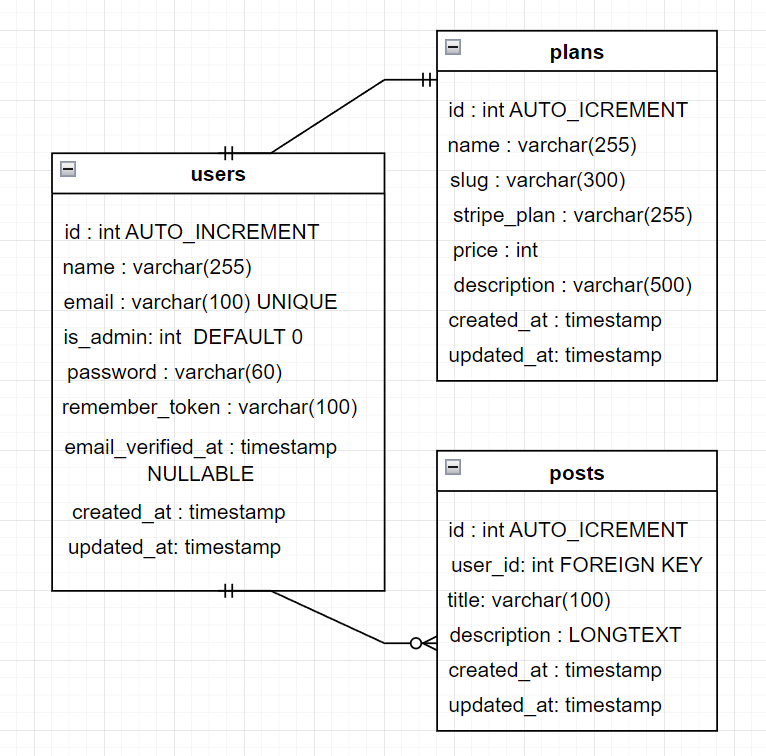 plans
id : int AUTO_ICREMENT
name : varchar(255)
slug : varchar(300)
stripe_plan : varchar(255)
price : int
description : varchar(500)
created_at : timestamp
updated_at: timestamp
users
id : int AUTO_INCREMENT
name : varchar(255)
email : varchar(100) UNIQUE
is_admin: int  DEFAULT 0
password : varchar(60)
remember_token : varchar(100)
email_verified_at : timestamp
NULLABLE
created_at : timestamp
updated_at: timestamp
posts
id : int AUTO_ICREMENT
user_id: int FOREIGN KEY
title: varchar(100)
description : LONGTEXT
created_at : timestamp
updated_at: timestamp